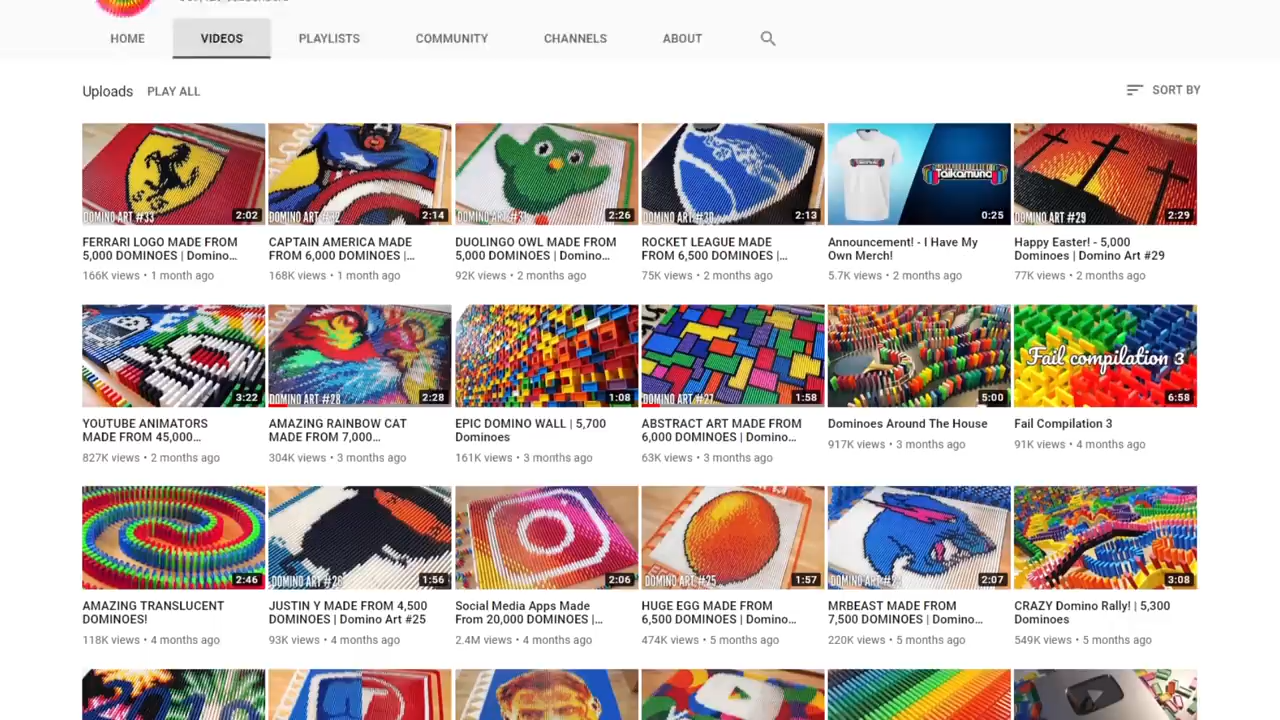 HOME VIDEOS PLAYLISTS COMMUNITY CHANNELS ABOUT
Uploads PLAY ALL SORT BY
DOMINO ART #33 2:02
FERRARI LOGO MADE FROM
5,000 DOMINOES | Domino...
166K views • 1 month ago
2:14
CAPTAIN AMERICA MADE
FROM 6,000 DOMINOES |...
168K views • 1 month ago
DOMINO ART 2:26
DUOLINGO OWL MADE FROM
5,000 DOMINOES | Domino...
92K views • 2 months ago
DOMINO ART #30 2:13
ROCKET LEAGUE MADE
FROM 6,500 DOMINOES |...
75K views • 2 months ago
Taikamuna
0:25
Announcement! - I Have My
Own Merch!
5.7K views • 2 months ago
DOMINO ART #29 2:29
Happy Easter! - 5,000
Dominoes | Domino Art #29
77K views • 2 months ago
3:22
YOUTUBE ANIMATORS
MADE FROM 45,000...
827K views • 2 months ago
DOMINO ART #28 2:28
AMAZING RAINBOW CAT
MADE FROM 7,000...
304K views • 3 months ago
1:08
EPIC DOMINO WALL | 5,700
Dominoes
161K views • 3 months ago
DOMINO ART #27 1:58
ABSTRACT ART MADE FROM
6,000 DOMINOES | Domino...
63K views • 3 months ago
5:00
Dominoes Around The House
917K views • 3 months ago
Fail compilation 3
6:58
Fail Compilation 3
91K views • 4 months ago
2:46
AMAZING TRANSLUCENT
DOMINOES!
118K views • 4 months ago
DOMINO ART 1:56
JUSTIN Y MADE FROM 4,500
DOMINOES | Domino Art #25
93K views • 4 months ago
2:06
Social Media Apps Made
From 20,000 DOMINOES |...
2.4M views • 4 months ago
DOMINO ART #25 1:57
HUGE EGG MADE FROM
6,500 DOMINOES | Domino...
474K views • 5 months ago
DOMINO ART 2:07
MRBEAST MADE FROM
7,500 DOMINOES | Domino...
220K views • 5 months ago
3:08
CRAZY Domino Rally! | 5,300
Dominoes
549K views • 5 months ago